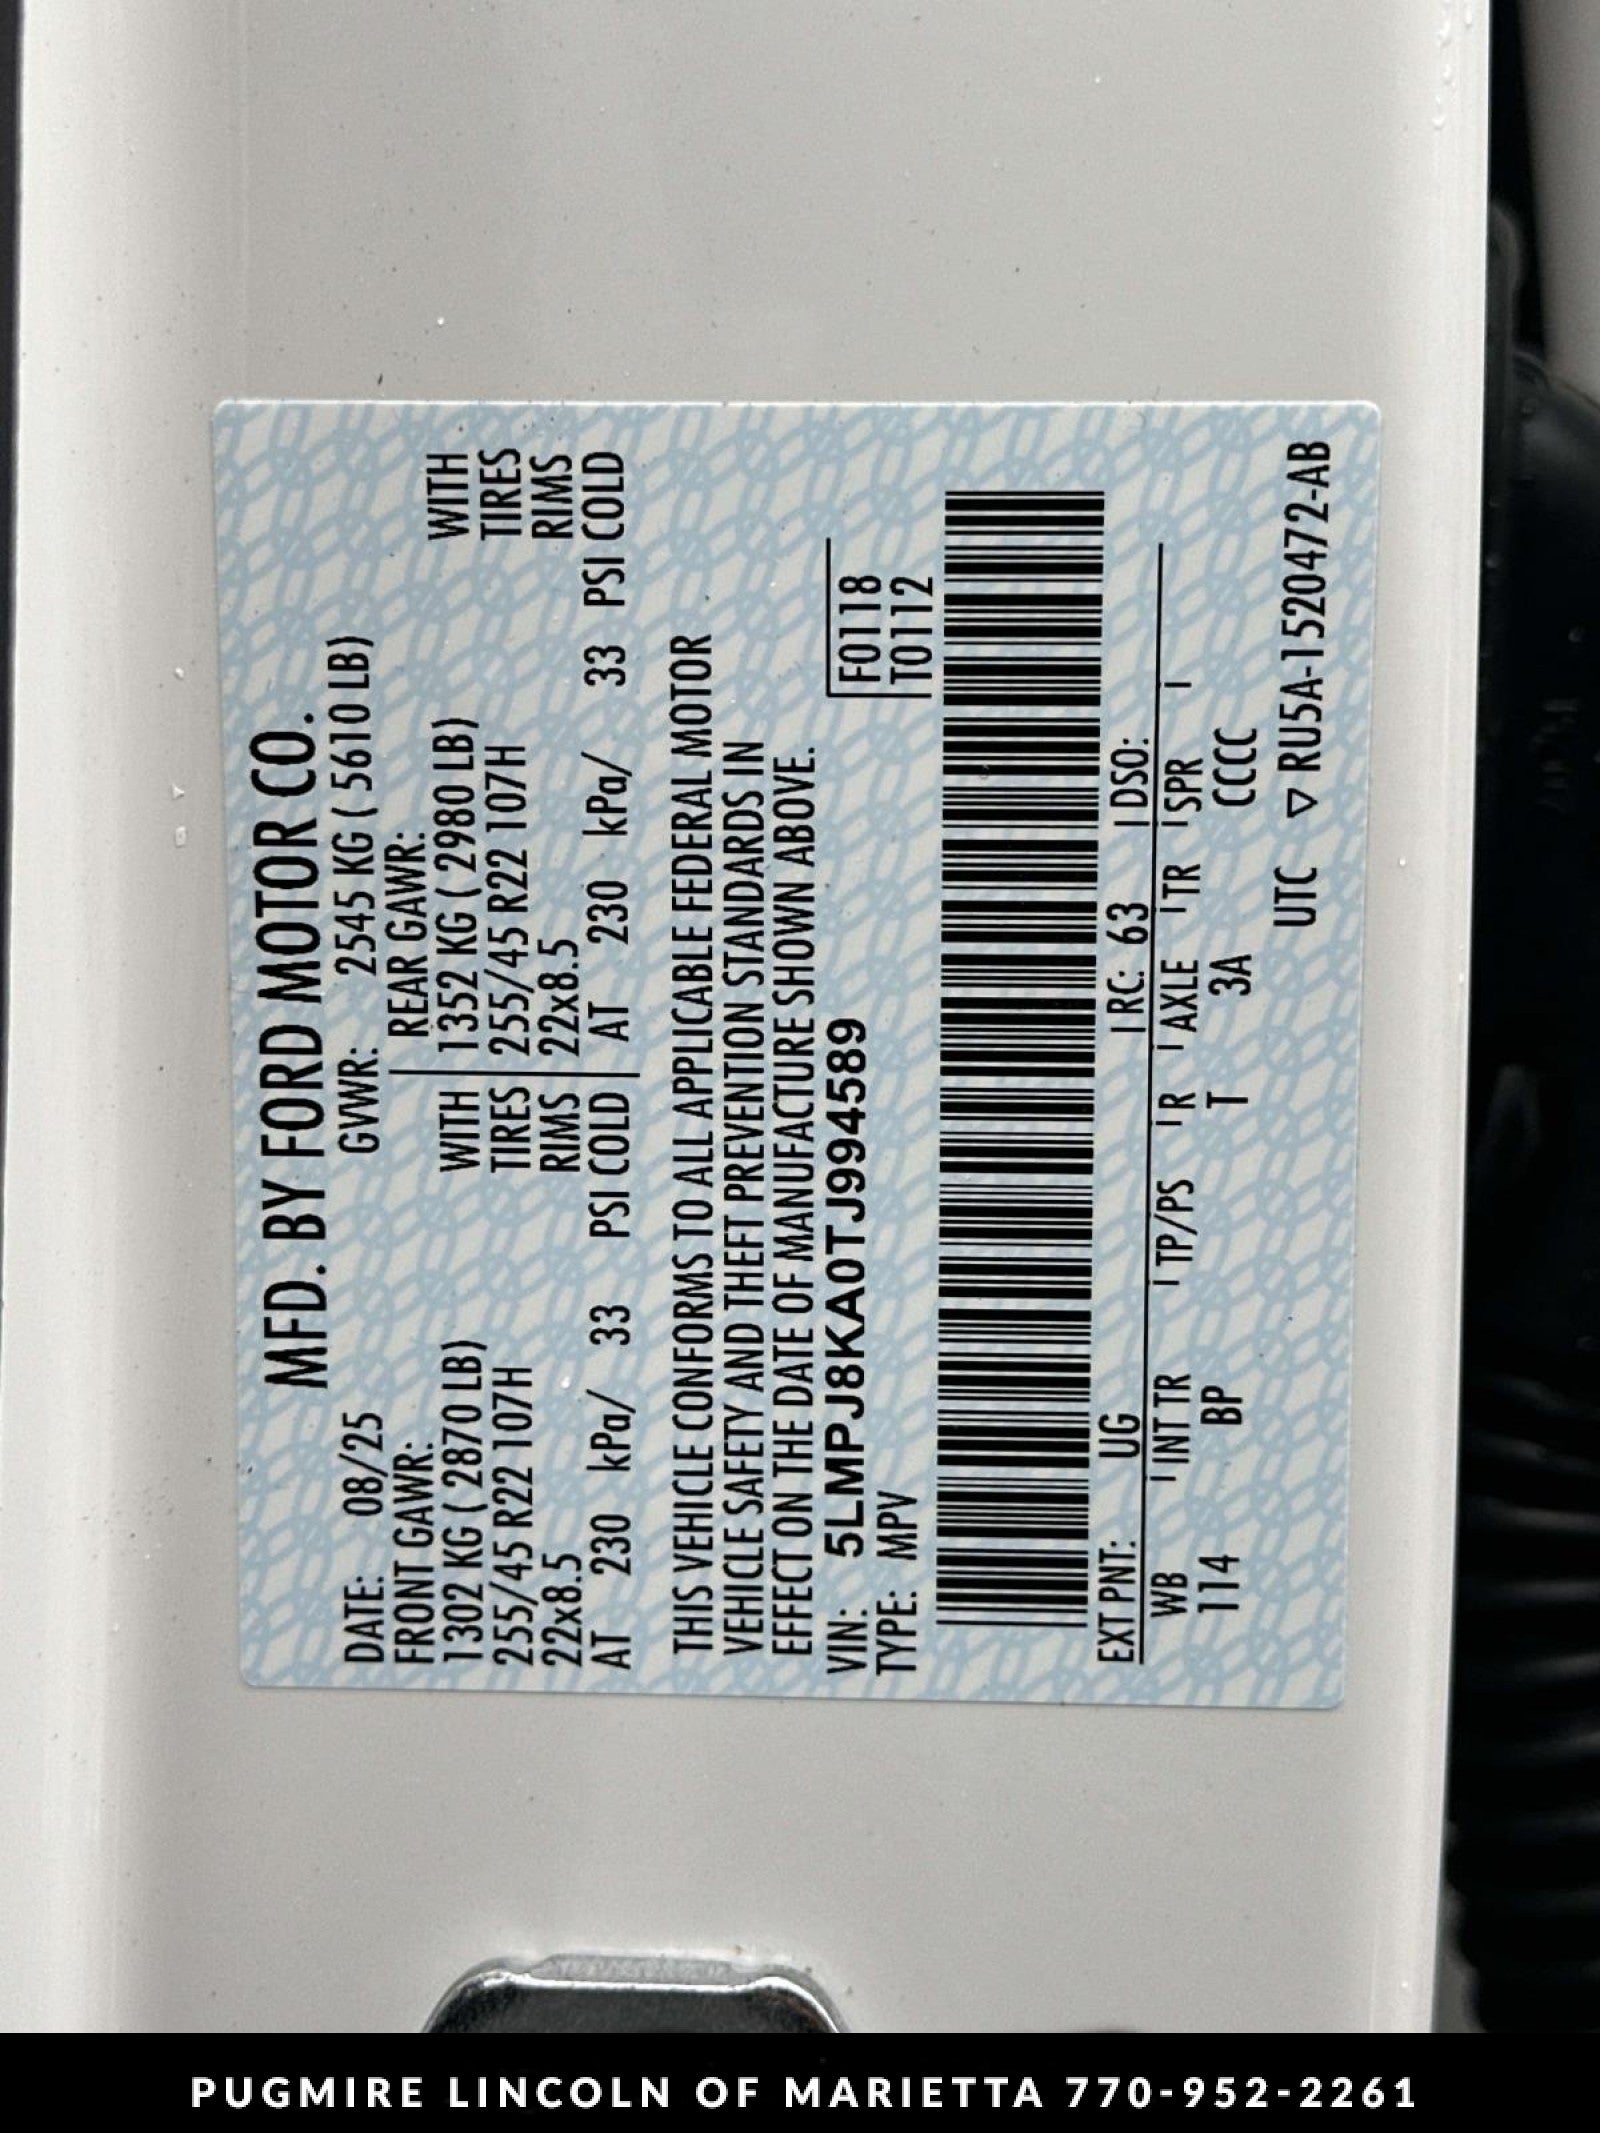 MFD. BY FORD MOTOR CO.
DATE: 08/25 GVWR: 2545 KG ( 5610 LB)
FRONT GAWR: REAR GAWR:
1302 KG ( 2870 LB) WITH 1352 KG ( 2980 LB) WITH
255/45 R22 107H TIRES 255/45 R22 107H TIRES
22x8.5 RIMS 22x8.5 RIMS
AT 230 kPa/ 33 PSI COLD AT 230 kPa/ 33 PSI COLD
THIS VEHICLE CONFORMS TO ALL APPLICABLE FEDERAL MOTOR
VEHICLE SAFETY AND THEFT PREVENTION STANDARDS IN
EFFECT ON THE DATE OF MANUFACTURE SHOWN ABOVE.
VIN: 5LMPJ8KA0TJ994589 F0118
TYPE: MPV T0112
EXT PNT: UG RC: 63 DSO:
WB INT TR TP/PS R AXLE TR SPR
114 BP T 3A CCCC
UTC ▽ RU5A-1520472-AB
PUGMIRE LINCOLN OF MARIETTA 770-952-2261